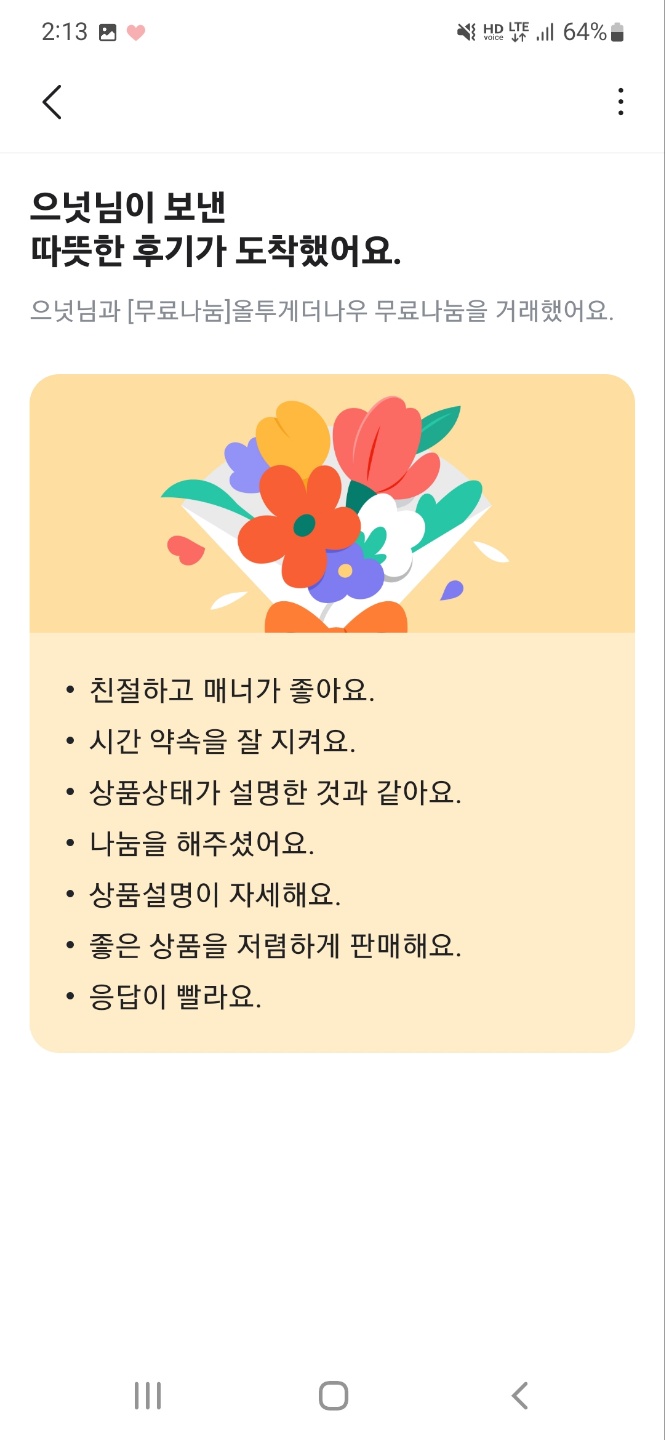 2:13 HD voice LTE 64%
으넛님이 보낸
따뜻한 후기가 도착했어요.
으넛님과 [무료나눔]올투게더나우 무료나눔을 거래했어요.
• 친절하고 매너가 좋아요.
• 시간 약속을 잘 지켜요.
• 상품상태가 설명한 것과 같아요.
• 나눔을 해주셨어요.
• 상품설명이 자세해요.
• 좋은 상품을 저렴하게 판매해요.
• 응답이 빨라요.